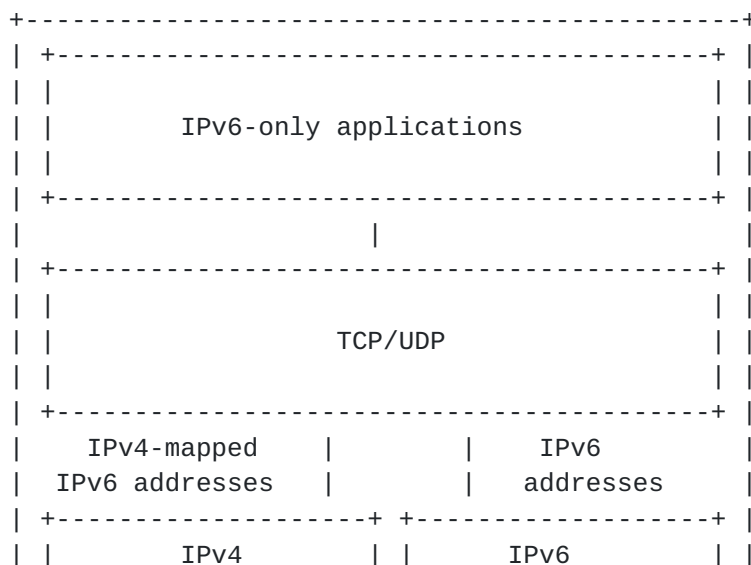 IPv6-only applications
TCP/UDP
IPv4-mapped IPv6
IPv6 addresses addresses
IPv4 IPv6